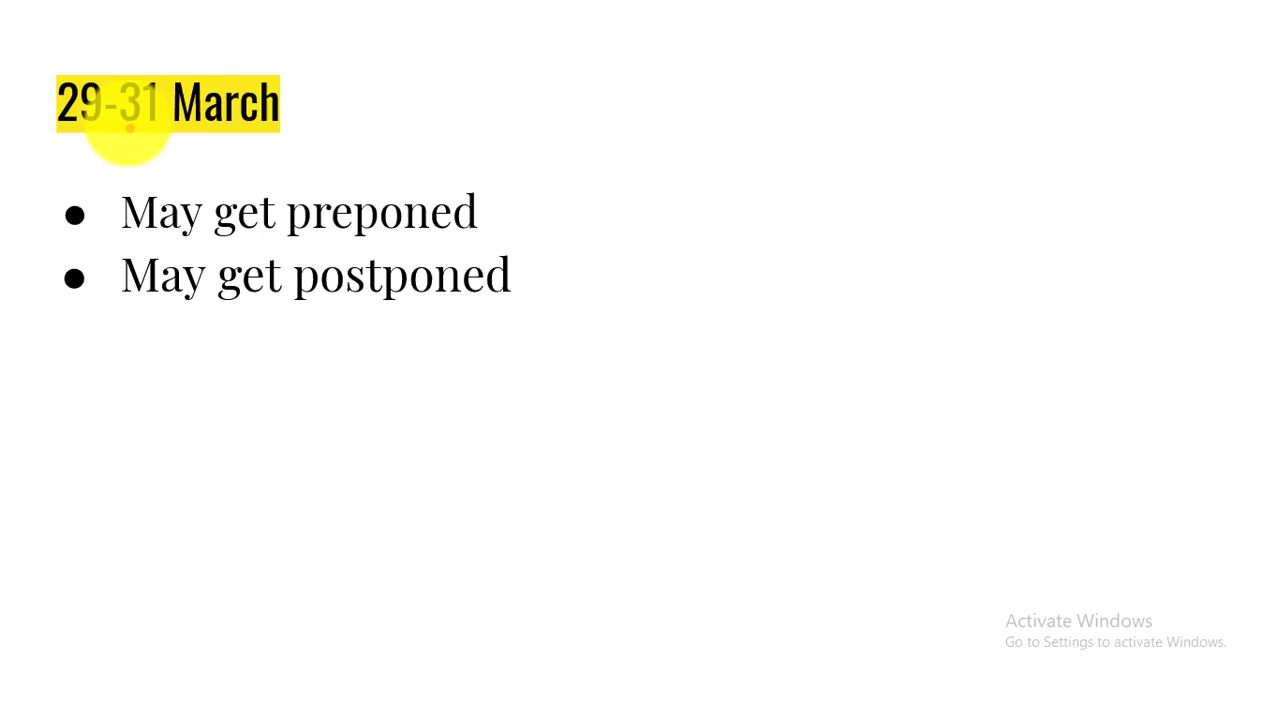 29-31 March
● May get preponed
● May get postponed
Activate Windows
Go to Settings to activate Windows.